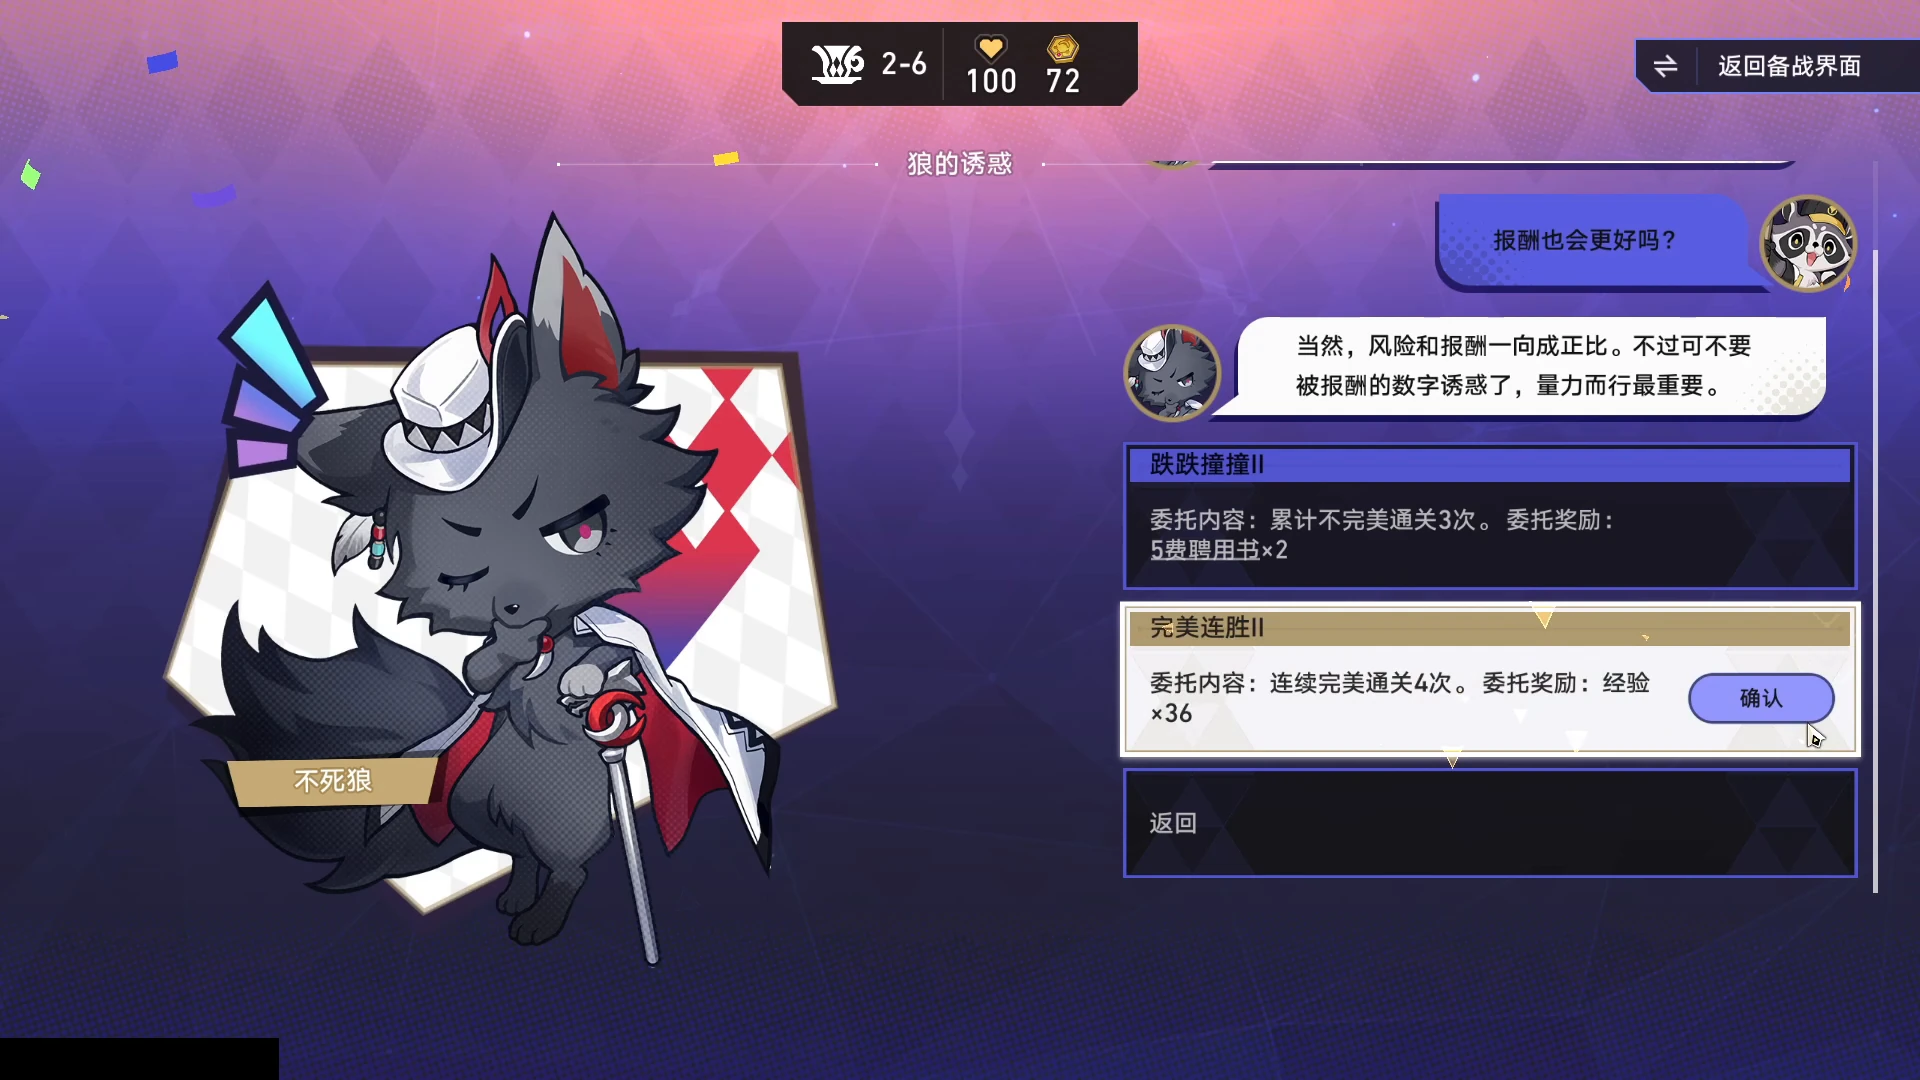 2-6
100
72
返回备战界面
狼的诱惑
报酬也会更好吗?
当然，风险和报酬一向成正比。不过可不要
被报酬的数字诱惑了，量力而行最重要。
跌跌撞撞II
委托内容：累计不完美通关3次。委托奖励：
5费聘用书×2
完美连胜II
委托内容：连续完美通关4次。委托奖励：经验
×36
确认
返回
不死狼